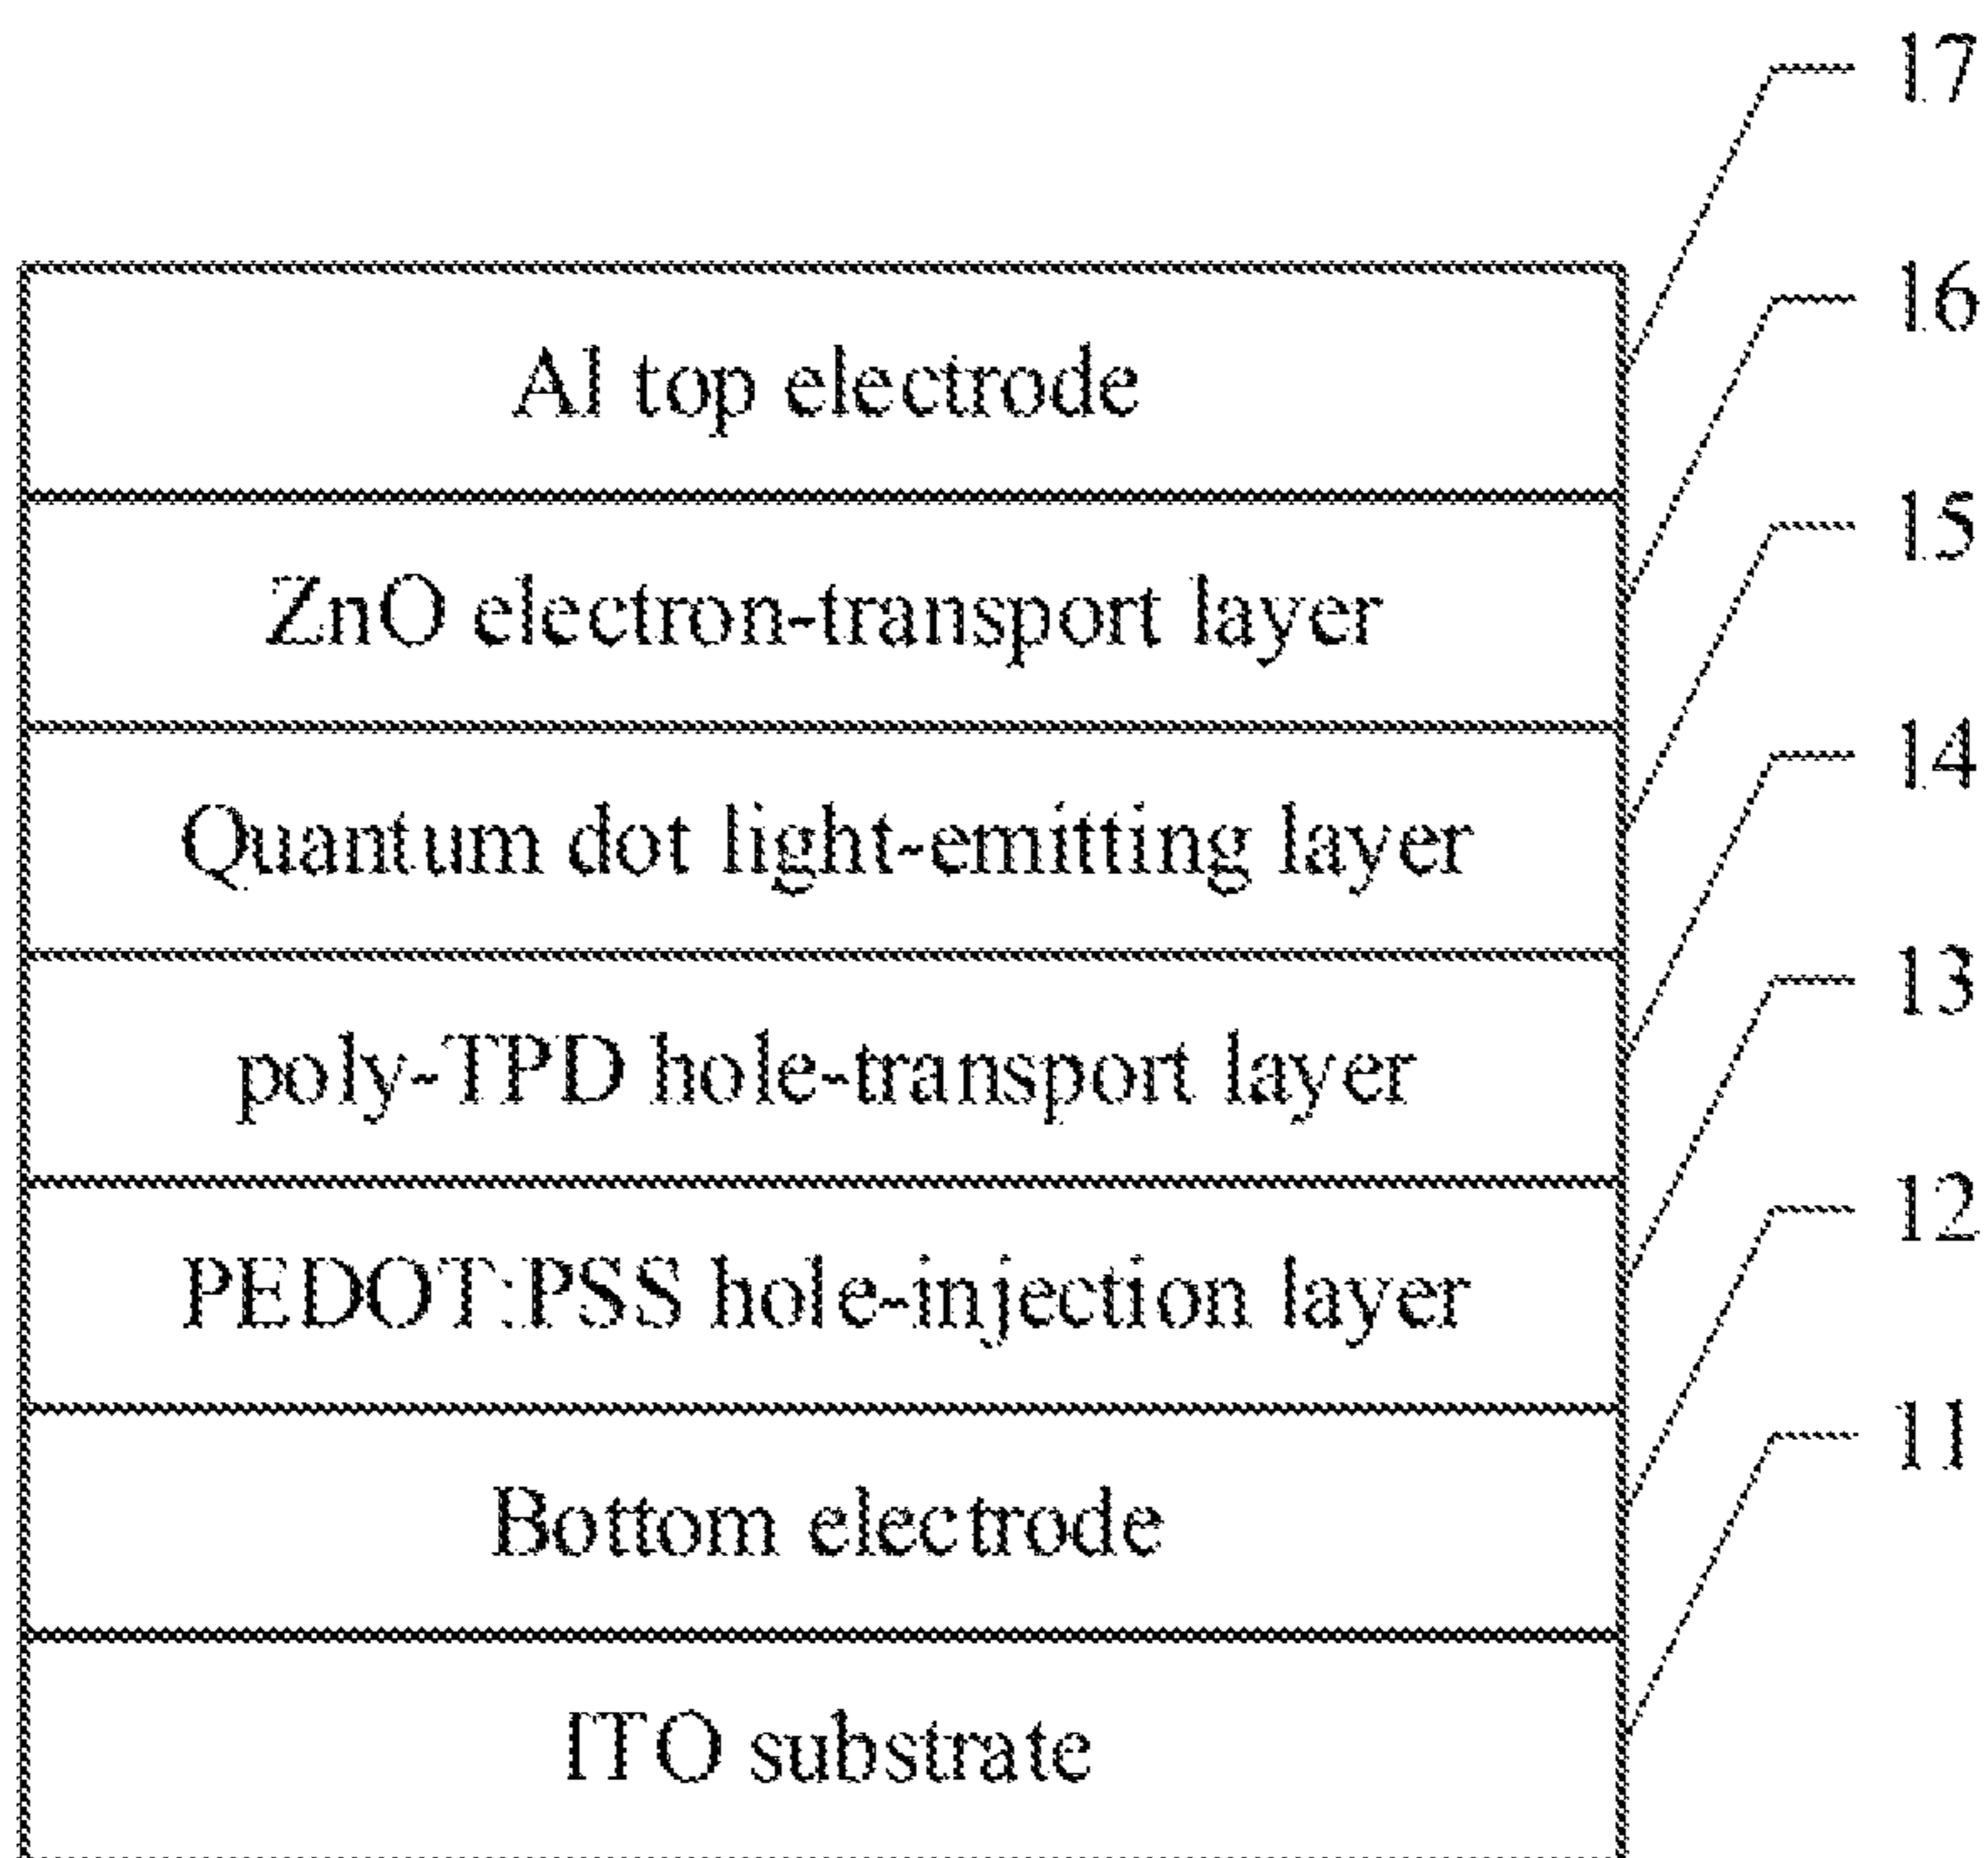 17
16
Al top electrode
15
ZnO electron-transport layer
14
Quantum dot light-emitting layer
13
poly-TPD hole-transport layer
12
PEDOT:PSS hole-injection layer
11
Bottom electrode
ITO substrate